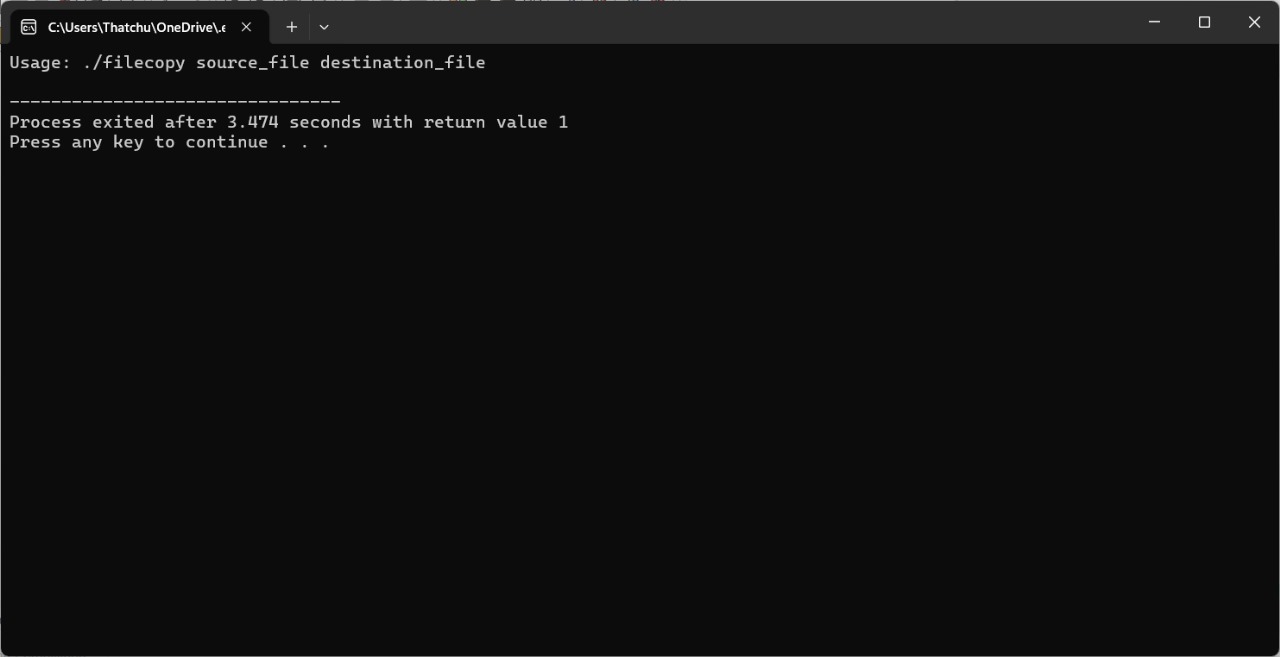 C:\Users\Thatchu\OneDrive\.e
Usage: ./filecopy source_file destination_file
--------------------------------
Process exited after 3.474 seconds with return value 1
Press any key to continue . . .